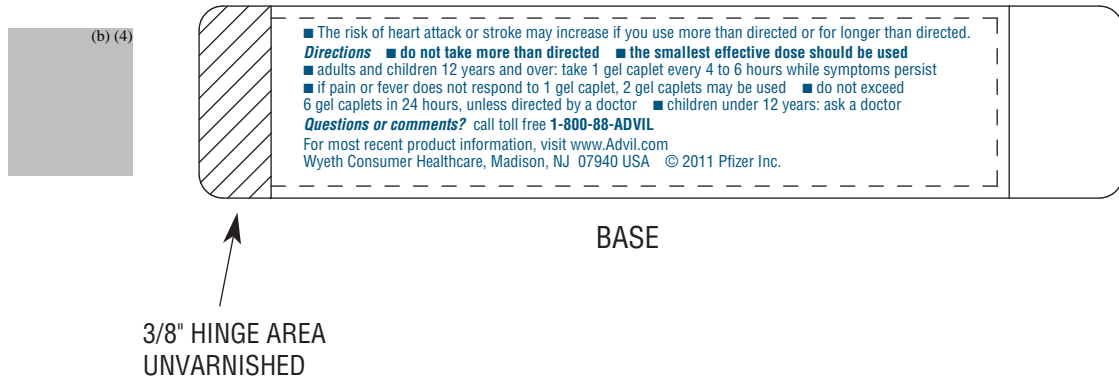 (b) (4)
■ The risk of heart attack or stroke may increase if you use more than directed or for longer than directed.
Directions ■ do not take more than directed ■ the smallest effective dose should be used
■ adults and children 12 years and over: take 1 gel caplet every 4 to 6 hours while symptoms persist
■ if pain or fever does not respond to 1 gel caplet, 2 gel caplets may be used ■ do not exceed
6 gel caplets in 24 hours, unless directed by a doctor ■ children under 12 years: ask a doctor
Questions or comments? call toll free 1-800-88-ADVIL
For most recent product information, visit www.Advil.com
Wyeth Consumer Healthcare, Madison, NJ 07940 USA © 2011 Pfizer Inc.
BASE
3/8" HINGE AREA
UNVARNISHED